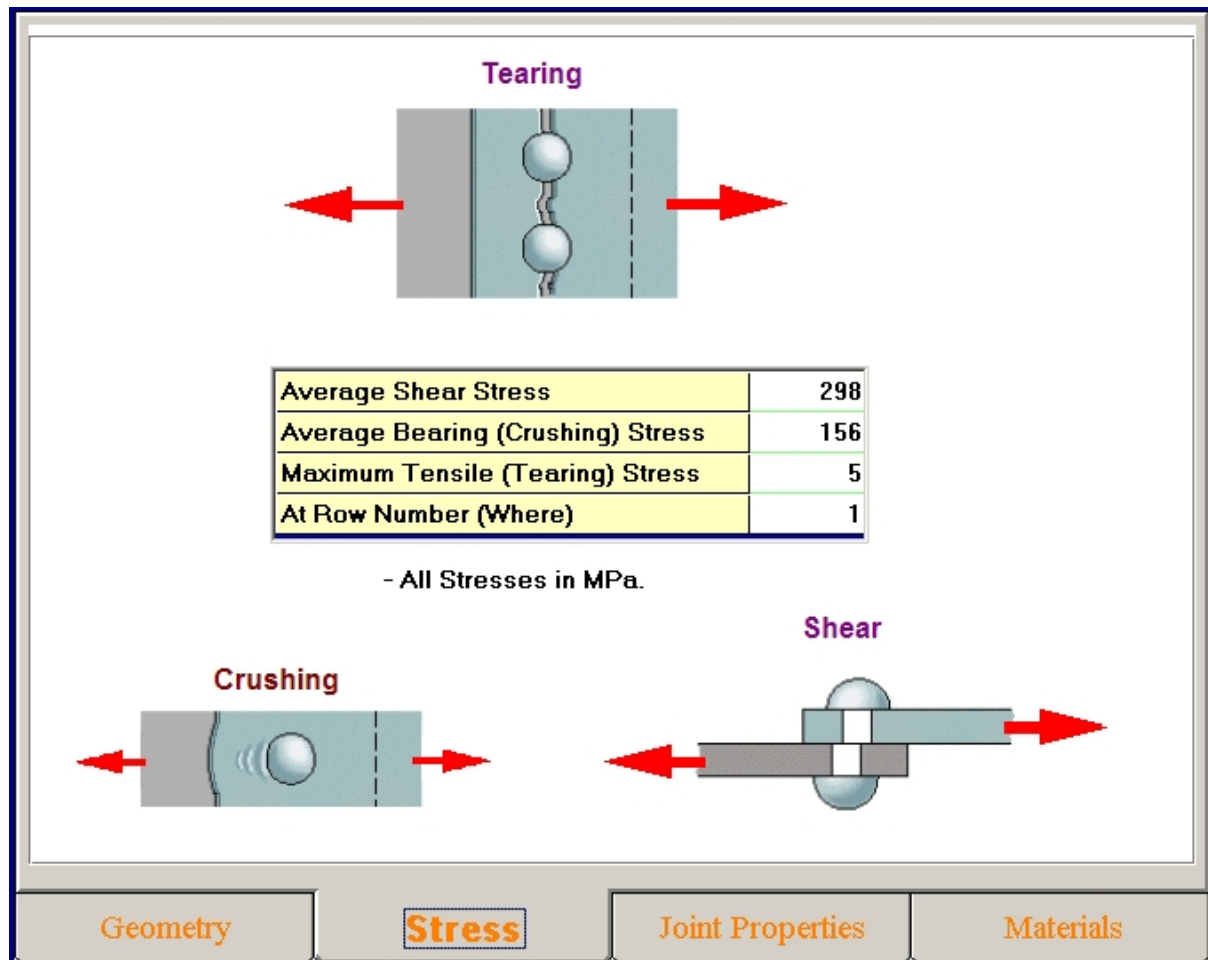 Tearing
Average Shear Stress 298
Average Bearing (Crushing) Stress 156
Maximum Tensile (Tearing) Stress 5
At Row Number (Where) 1
- All Stresses in MPa.
Shear
Crushing
Geometry Stress Joint Properties Materials